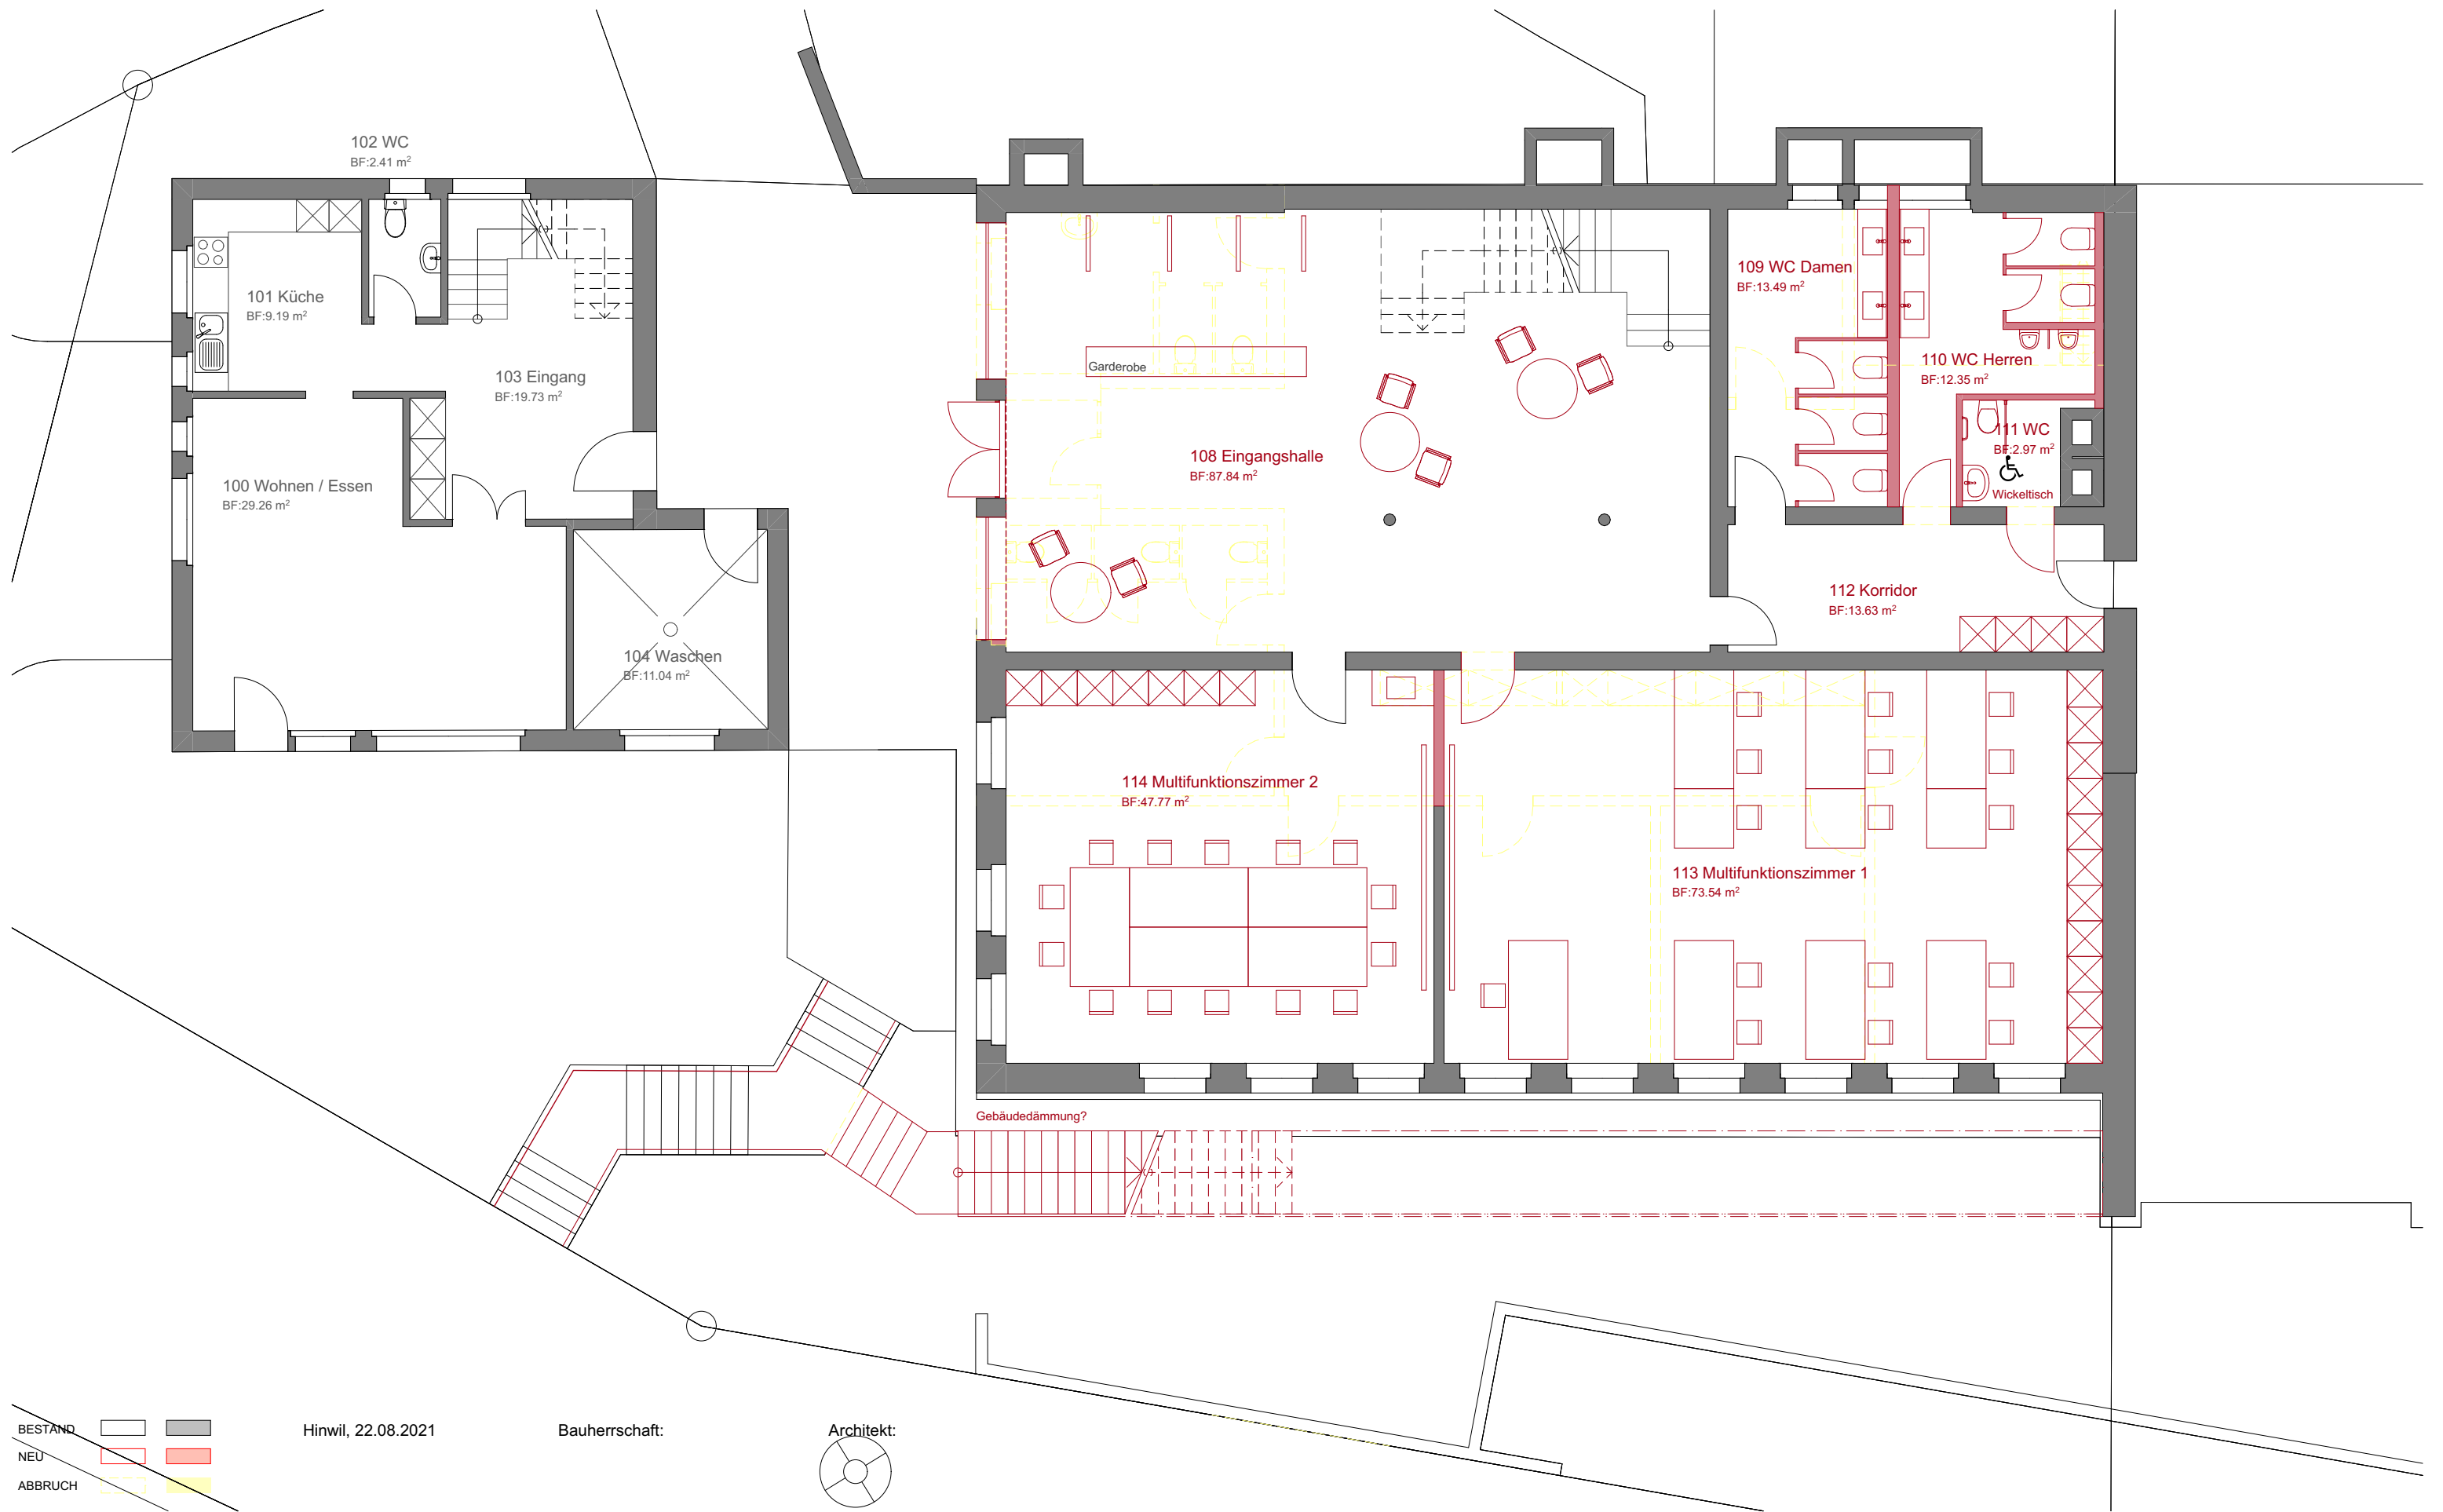 102 WC
BF:2.41 m²
101 Küche
BF:9.19 m²
103 Eingang
BF:19.73 m²
100 Wohnen / Essen
BF:29.26 m²
104 Waschen
BF:11.04 m²
Garderobe
108 Eingangshalle
BF:87.84 m²
109 WC Damen
BF:13.49 m²
110 WC Herren
BF:12.35 m²
111 WC
BF:2.97 m²
Wickeltisch
112 Korridor
BF:13.63 m²
114 Multifunktionszimmer 2
BF:47.77 m²
113 Multifunktionszimmer 1
BF:73.54 m²
Gebäudedämmung?
BESTAND
NEU
ABBRUCH
Hinwil, 22.08.2021
Bauherrschaft:
Architekt: